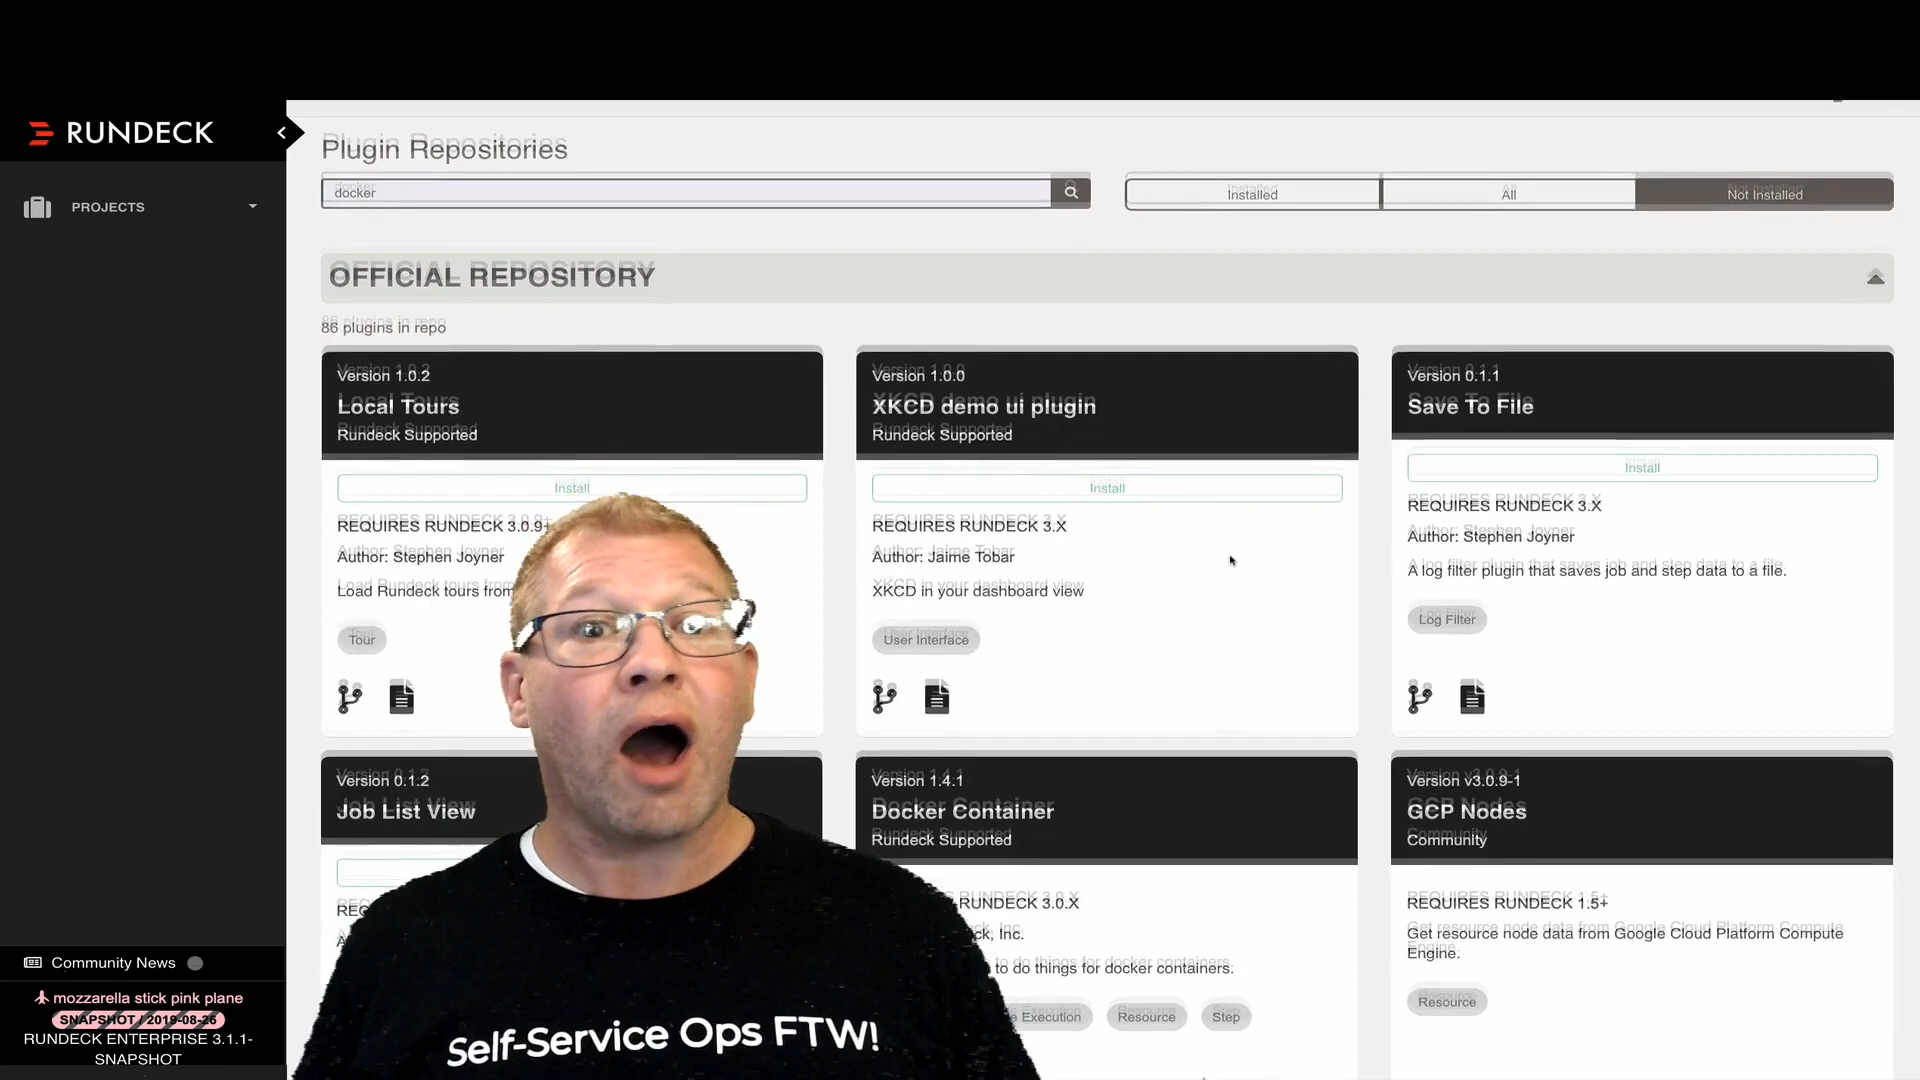 RUNDECK
PROJECTS
Plugin Repositories
docker
Installed
All
Not Installed
OFFICIAL REPOSITORY
86 plugins in repo
Version 1.0.2
Local Tours
Rundeck Supported
Install
REQUIRES RUNDECK 3.0.9+
Author: Stephen Joyner
Load Rundeck tours from
Tour
Version 1.0.0
XKCD demo ui plugin
Rundeck Supported
Install
REQUIRES RUNDECK 3.X
Author: Jaime Tobar
XKCD in your dashboard view
User Interface
Version 0.1.1
Save To File
Install
REQUIRES RUNDECK 3.X
Author: Stephen Joyner
A log filter plugin that saves job and step data to a file.
Log Filter
Version 0.1.2
Job List View
Version 1.4.1
Docker Container
Rundeck Supported
RUNDECK 3.0.X
Inc.
to do things for docker containers.
Execution
Resource
Step
Version v3.0.9-1
GCP Nodes
Community
REQUIRES RUNDECK 1.5+
Get resource node data from Google Cloud Platform Compute
Engine.
Resource
Self-Service Ops FTW!
Community News
mozzarella stick pink plane
SNAPSHOT / 2019-08-26
RUNDECK ENTERPRISE 3.1.1-
SNAPSHOT